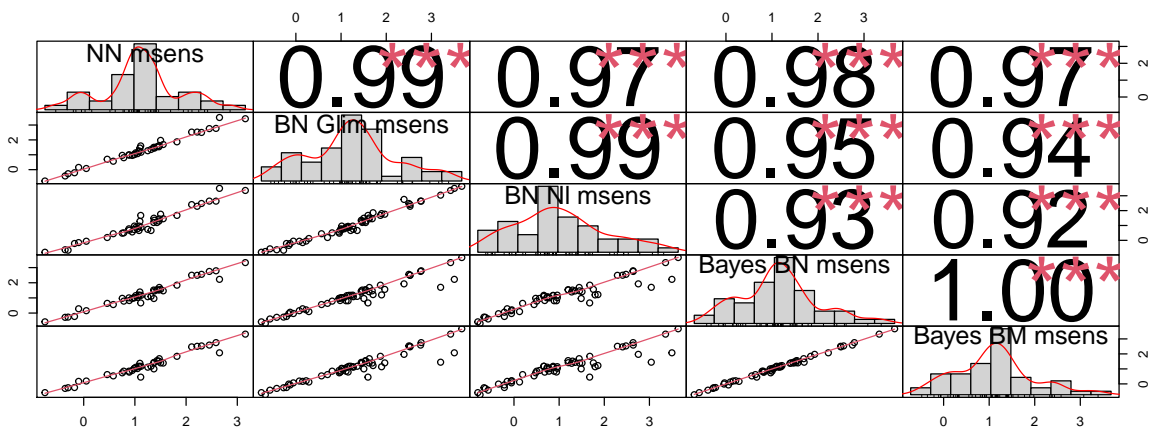 0 1 2 3 0 1 2 3
NN msens 0.99*** 0.97*** 0.98*** 0.97*** 0 2
0 2 BN Glim msens 0.99*** 0.95*** 0.94***
BN NI msens 0.93*** 0.92*** 0 1 2
0 2 Bayes BN msens 1.00***
Bayes BM msens 0 1 2
0 1 2 3 0 1 2 3 0 1 2 3